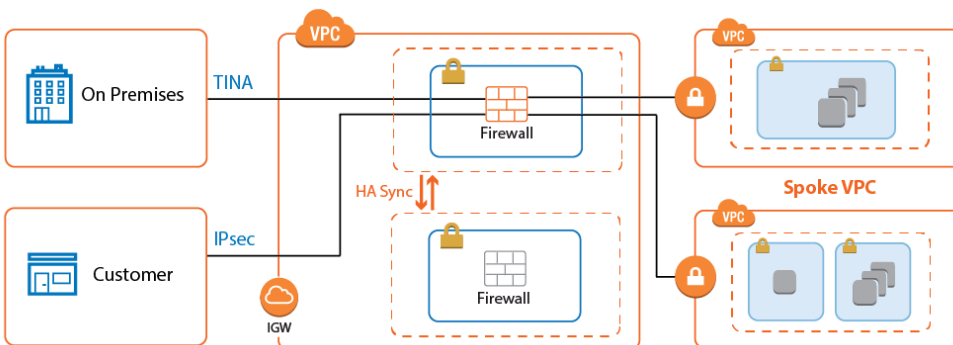 VPC
VPC
On Premises
TINA
Firewall
HA Sync
Spoke VPC
VPC
IPsec
Customer
Firewall
IGW